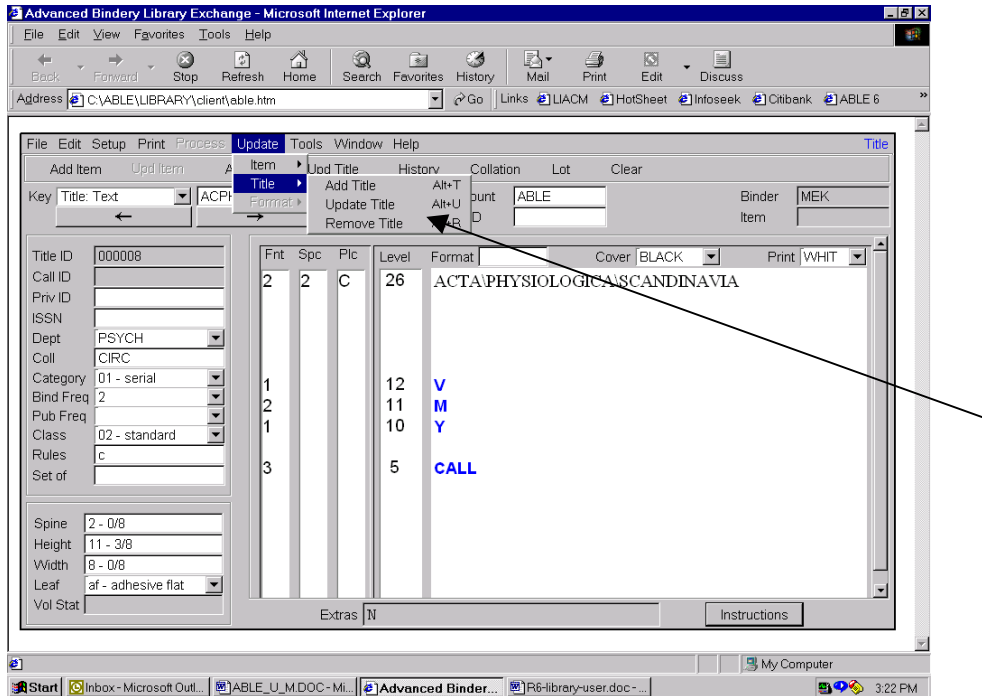 Advanced Bindery Library Exchange - Microsoft Internet Explorer
File Edit View Favorites Tools Help
Back Forward Stop Refresh Home Search Favorites History Mail Print Edit Discuss
Address C:\ABLE\LIBRARY\client\able.htm Go Links LIACM HotSheet Infoseek Citibank ABLE 6 »
File Edit Setup Print Process Update Tools Window Help Title
Add Item Upd Item A Upd Title History Collation Lot Clear
Item
Title
Format
Add Title Alt+T
Update Title Alt+U
Remove Title
Key Title: Text ACPH ount ABLE Binder MEK
← → D Item
Title ID 000008
Call ID
Priv ID
ISSN
Dept PSYCH
Coll CIRC
Category 01 - serial
Bind Freq 2
Pub Freq
Class 02 - standard
Rules c
Set of
Fnt Spc Plc Level Format Cover BLACK Print WHIT
2 2 C 26 ACTA\PHYSIOLOGICA\SCANDINAVIA
1 12 V
2 11 M
1 10 Y
3 5 CALL
Spine 2 - 0/8
Height 11 - 3/8
Width 8 - 0/8
Leaf af - adhesive flat
Vol Stat
Extras N Instructions
My Computer
Start Inbox - Microsoft Outl... ABLE_U_M.DOC - Mi... Advanced Binder... R6-library-user.doc - ... 3:22 PM